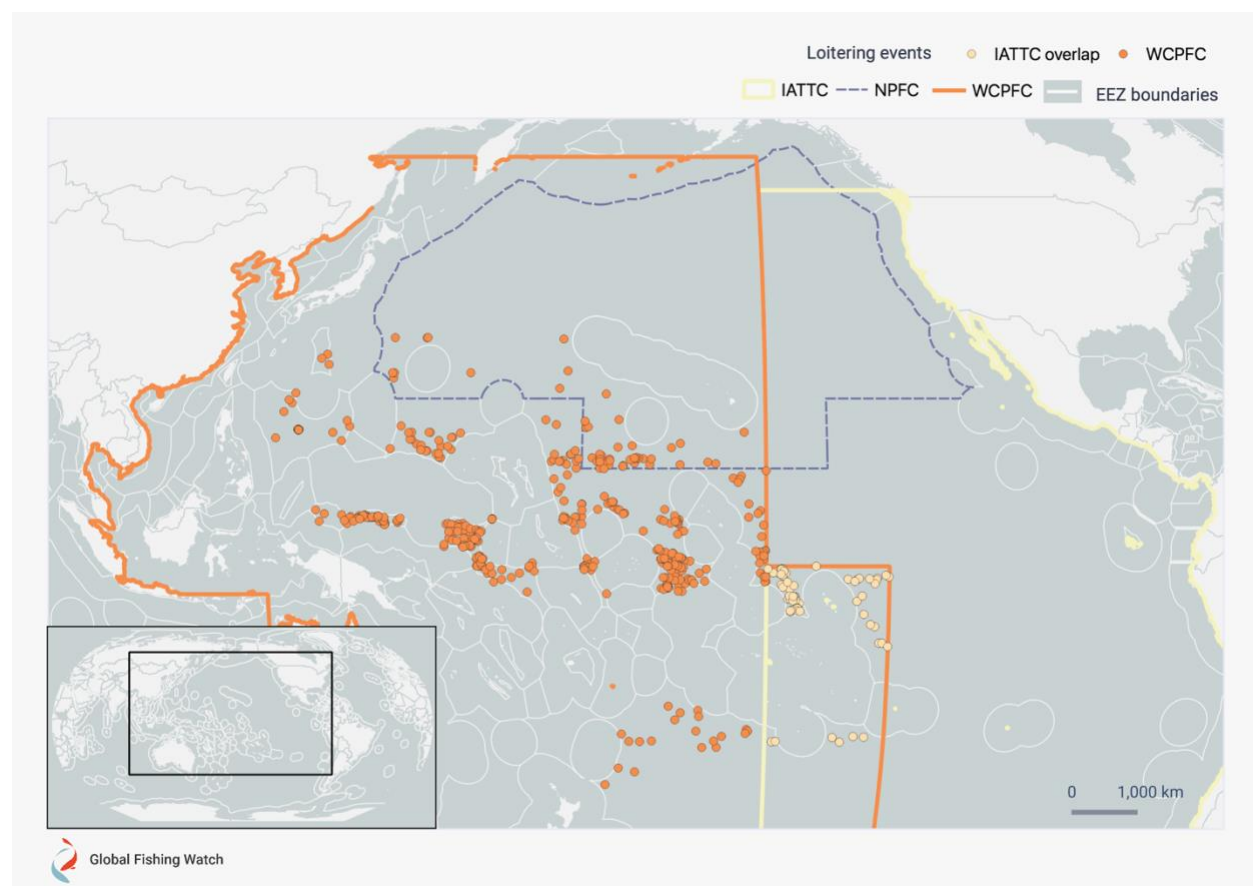 Loitering events IATTC overlap WCPFC
IATTC NPFC WCPFC EEZ boundaries
0 1,000 km
Global Fishing Watch